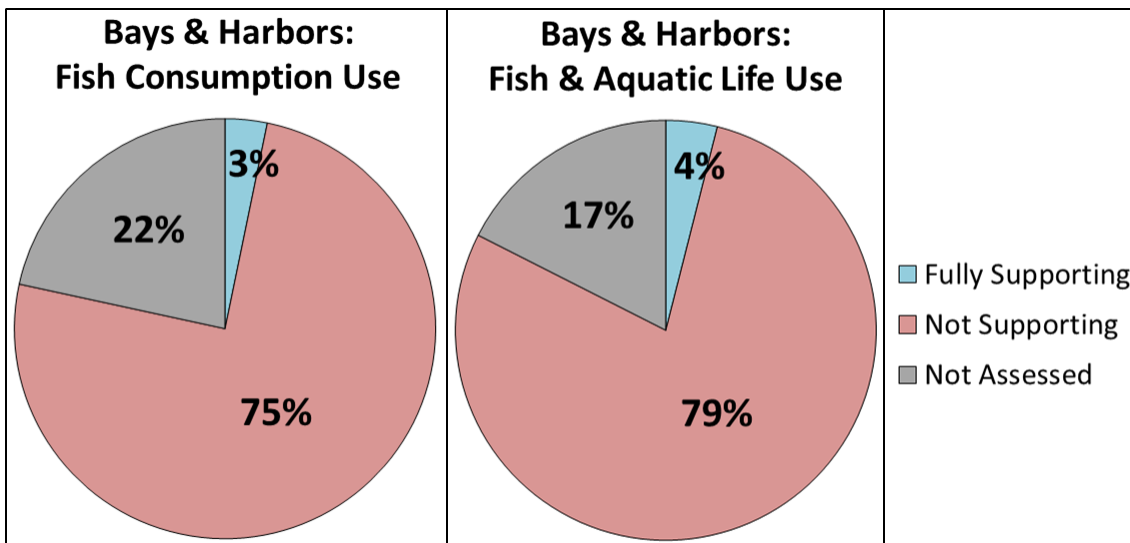 Bays & Harbors:
Fish Consumption Use
3%
22%
75%
Bays & Harbors:
Fish & Aquatic Life Use
4%
17%
79%
Fully Supporting
Not Supporting
Not Assessed